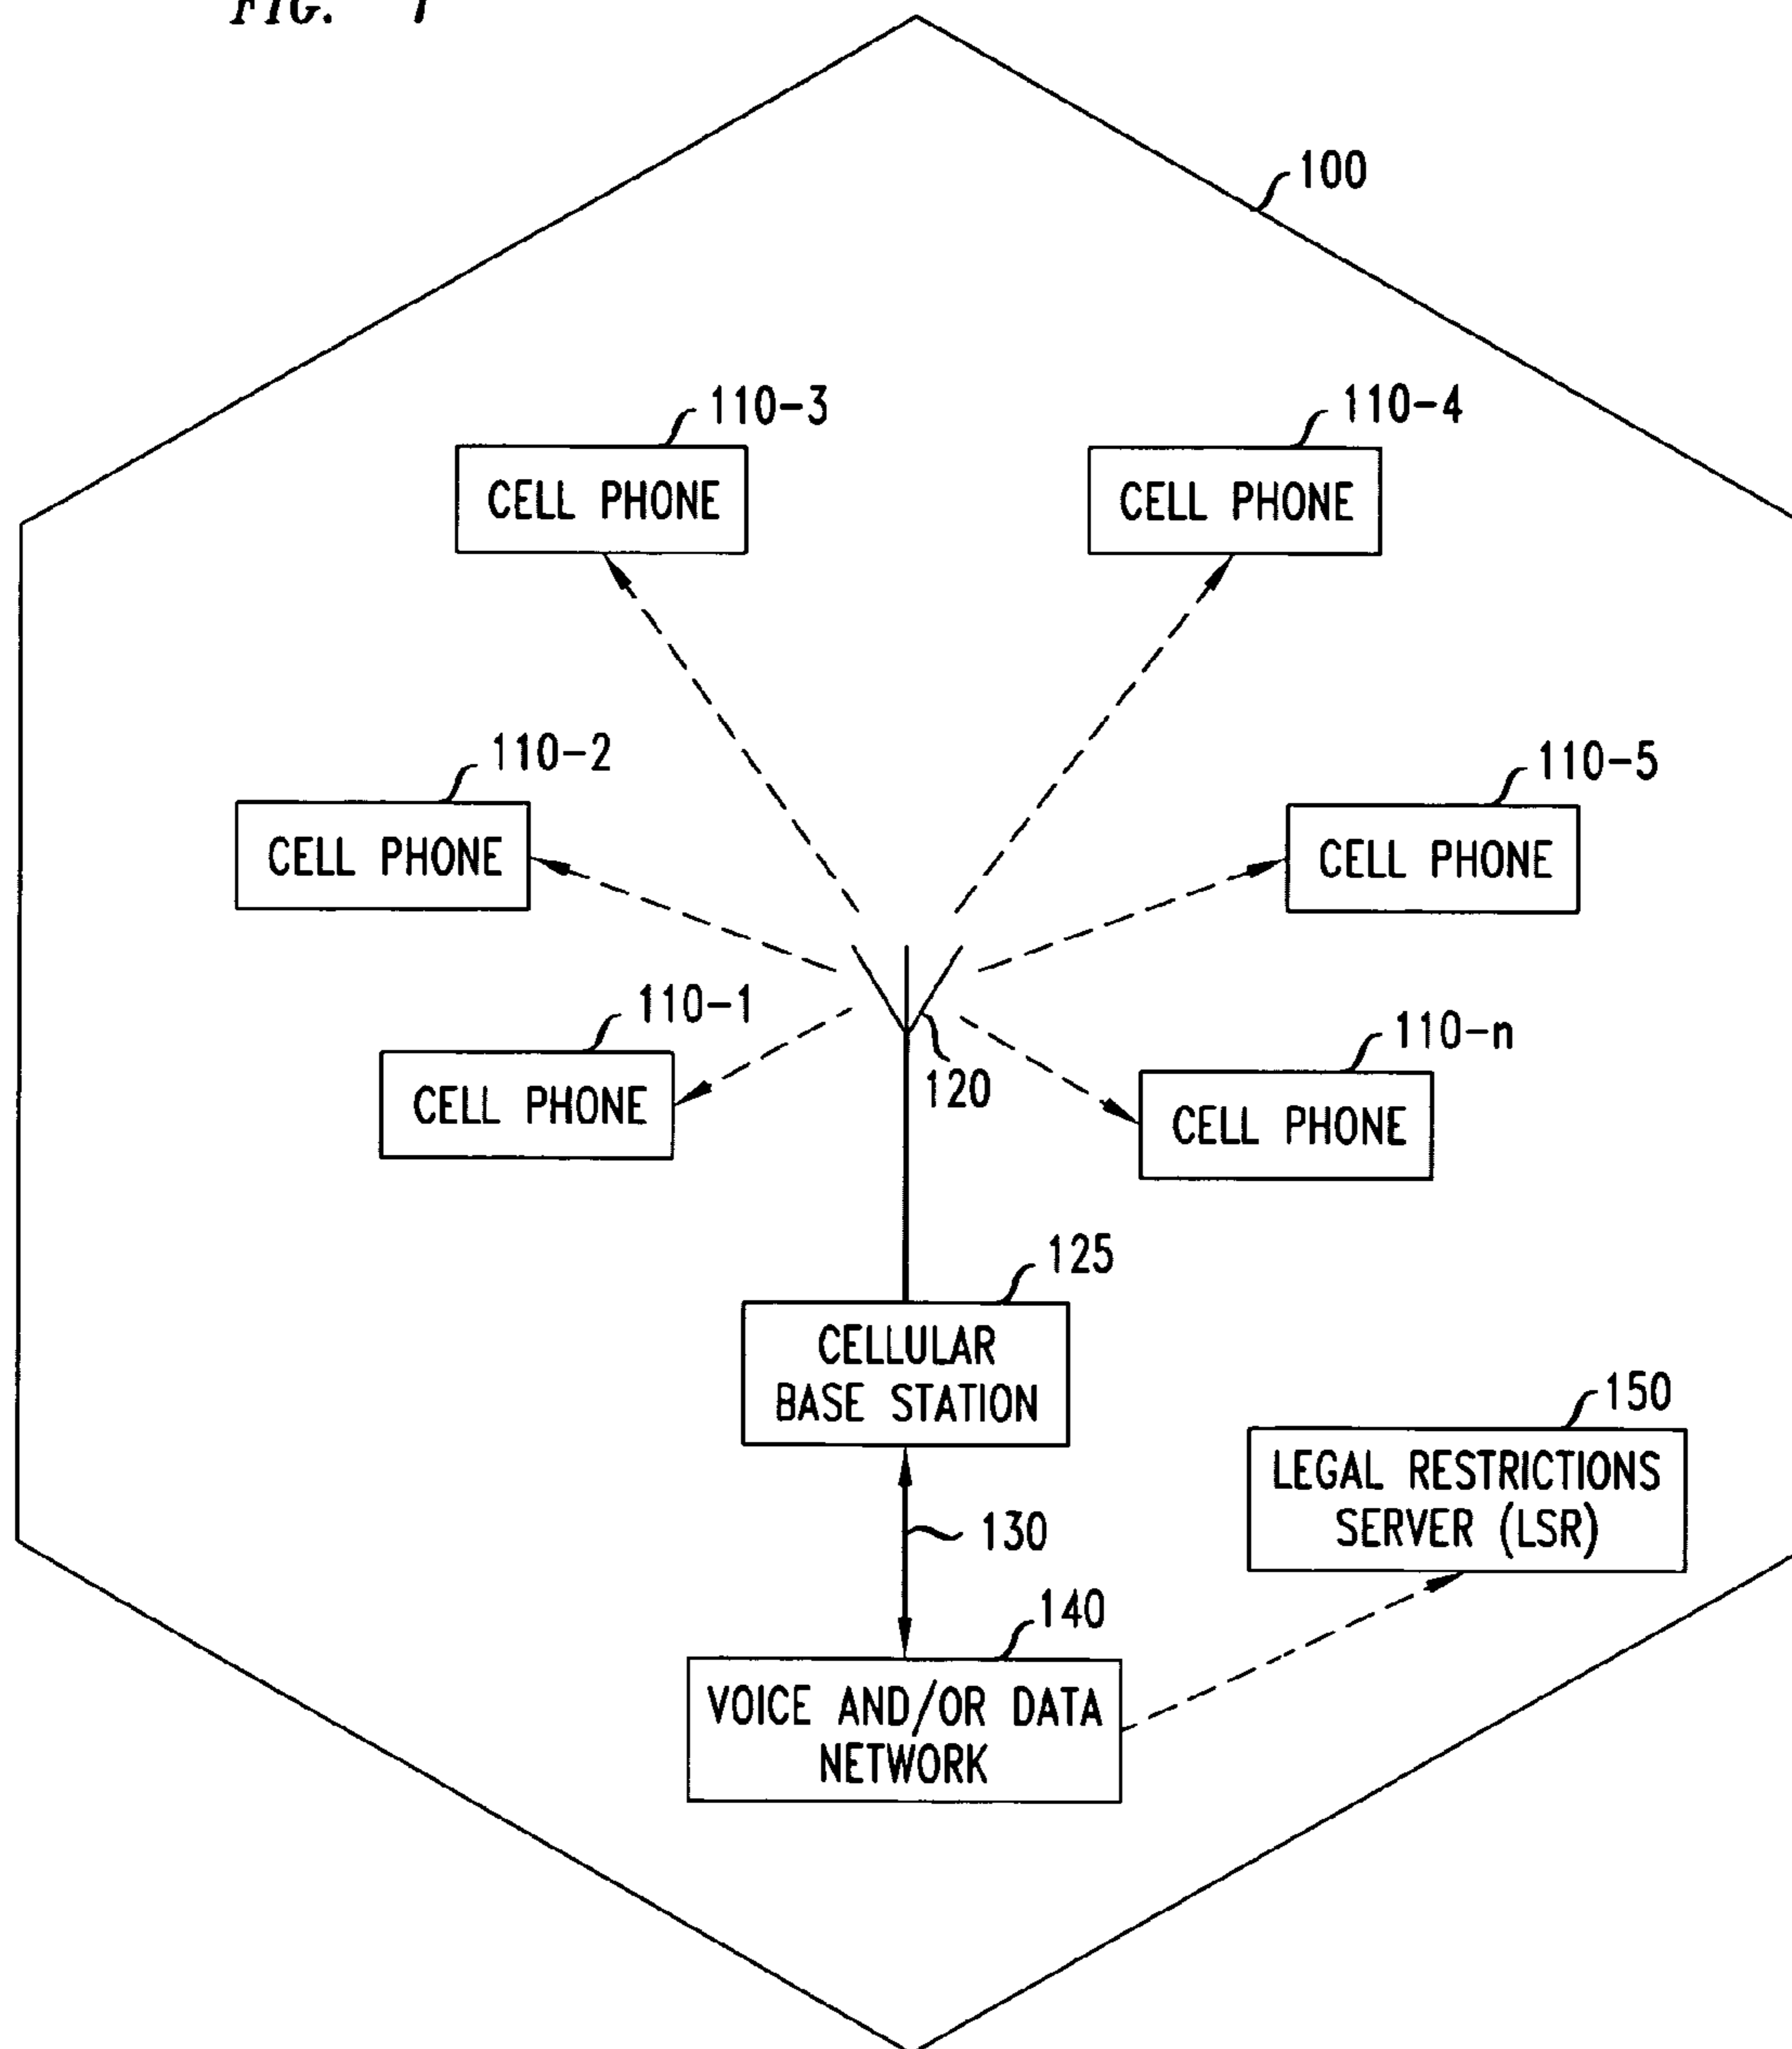 FIG. 1
100
110-3
110-4
CELL PHONE
CELL PHONE
110-2
110-5
CELL PHONE
CELL PHONE
110-1
110-n
120
CELL PHONE
CELL PHONE
125
CELLULAR
BASE STATION
150
LEGAL RESTRICTIONS
SERVER (LSR)
130
140
VOICE AND/OR DATA
NETWORK